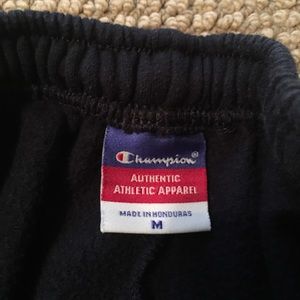 Champion®
AUTHENTIC
ATHLETIC APPAREL
MADE IN HONDURAS
M